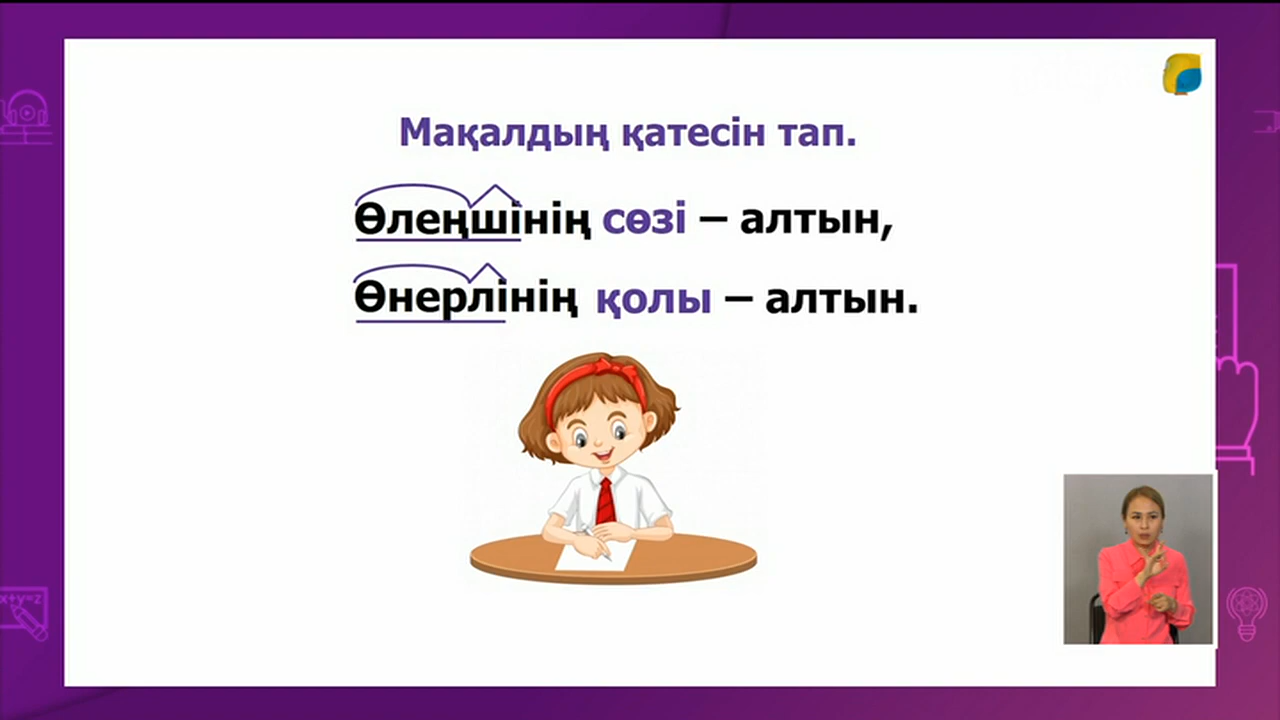 Мақалдың қатесін тап.
Өлеңшінің сөзі – алтын,
Өнерлінің қолы – алтын.
x+y=z